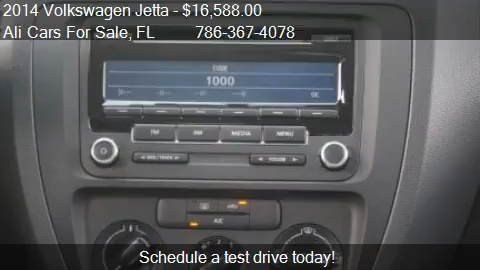 2014 Volkswagen Jetta - $16,588.00
Ali Cars For Sale, FL 786-367-4078
CODE
1000
OK
FM AM MEDIA MENU
A/C
Schedule a test drive today!